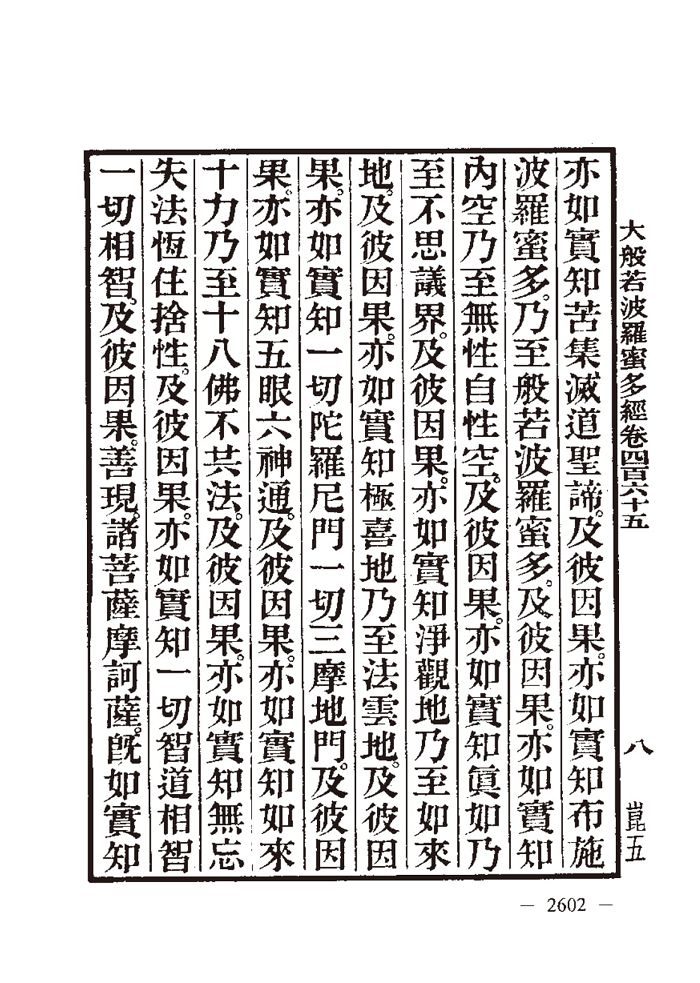 大般若波羅蜜多經卷四百六十五
八
崑五
亦如實知苦集滅道聖諦。及彼因果。亦如實知布施
波羅蜜多。乃至般若波羅蜜多。及彼因果。亦如實知
內空乃至無性自性空。及彼因果。亦如實知眞如乃
至不思議界。及彼因果。亦如實知淨觀地乃至如來
地。及彼因果。亦如實知極喜地乃至法雲地。及彼因
果。亦如實知一切陀羅尼門一切三摩地門。及彼因
果。亦如實知五眼六神通。及彼因果。亦如實知如來
十力乃至十八佛不共法。及彼因果。亦如實知無忘
失法恆住捨性。及彼因果。亦如實知一切智道相智
一切相智。及彼因果。善現。諸菩薩摩訶薩。旣如實知
— 2602 —